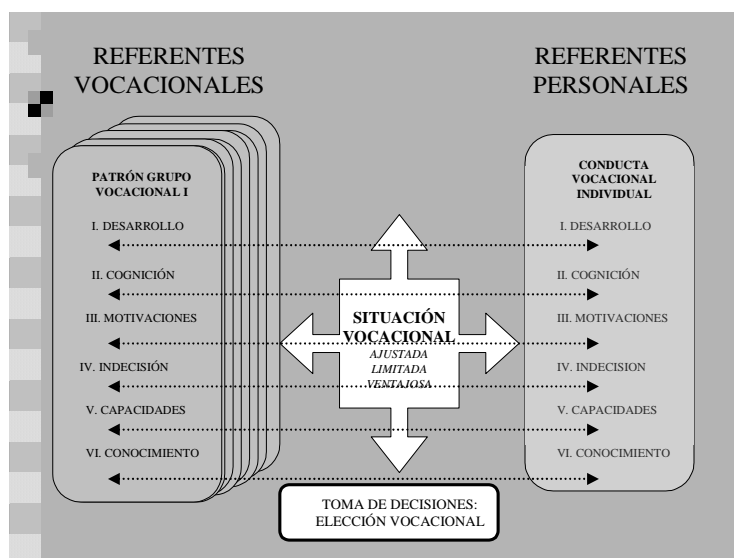 REFERENTES
VOCACIONALES
REFERENTES
PERSONALES
PATRÓN GRUPO
VOCACIONAL I
I. DESARROLLO
II. COGNICIÓN
III. MOTIVACIONES
IV. INDECISIÓN
V. CAPACIDADES
VI. CONOCIMIENTO
SITUACIÓN
VOCACIONAL
AJUSTADA
LIMITADA
VENTAJOSA
CONDUCTA
VOCACIONAL
INDIVIDUAL
I. DESARROLLO
II. COGNICIÓN
III. MOTIVACIONES
IV. INDECISION
V. CAPACIDADES
VI. CONOCIMIENTO
TOMA DE DECISIONES:
ELECCIÓN VOCACIONAL